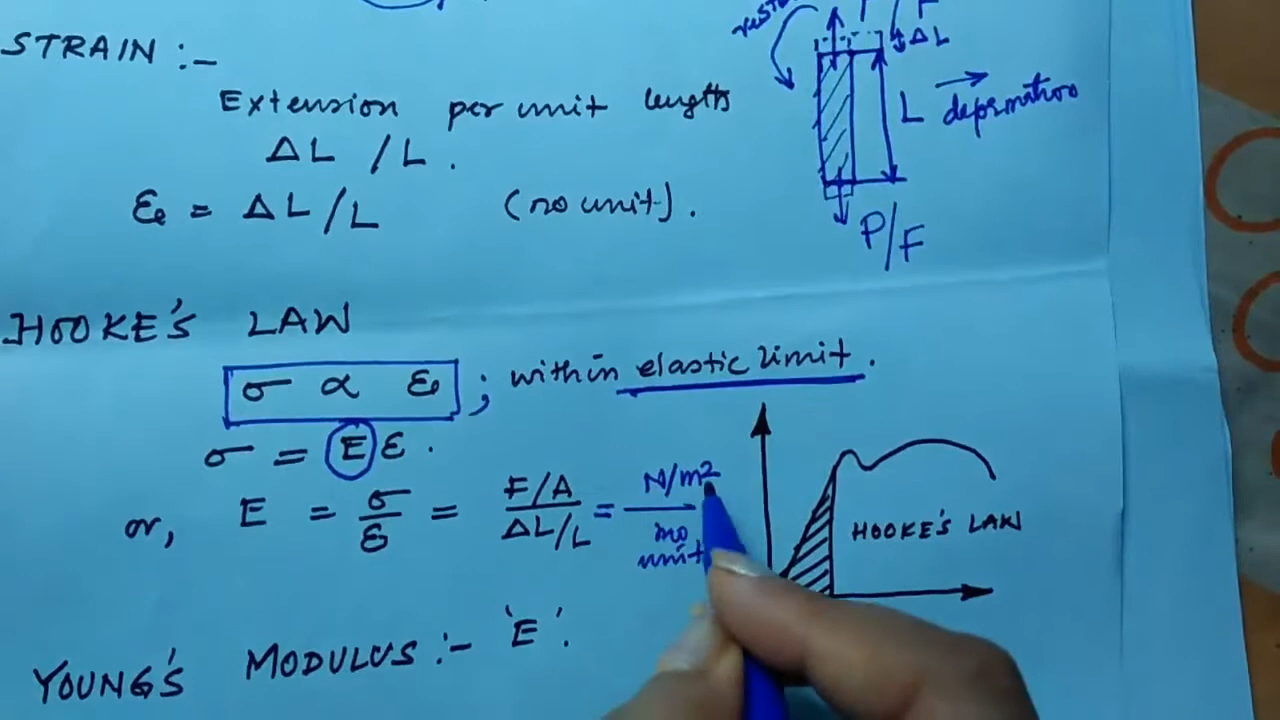 STRAIN :-
Extension per unit length
ΔL / L .
ε = ΔL / L (no unit) .
F
ΔL
L → deformation
P/F
HOOKE'S LAW
σ ∝ ε ; within elastic limit .
σ = E ε .
or, E = σ/ε = (F/A)/(ΔL/L) = N/m²
no
unit
HOOKE'S LAW
YOUNG'S MODULUS :- 'E' .